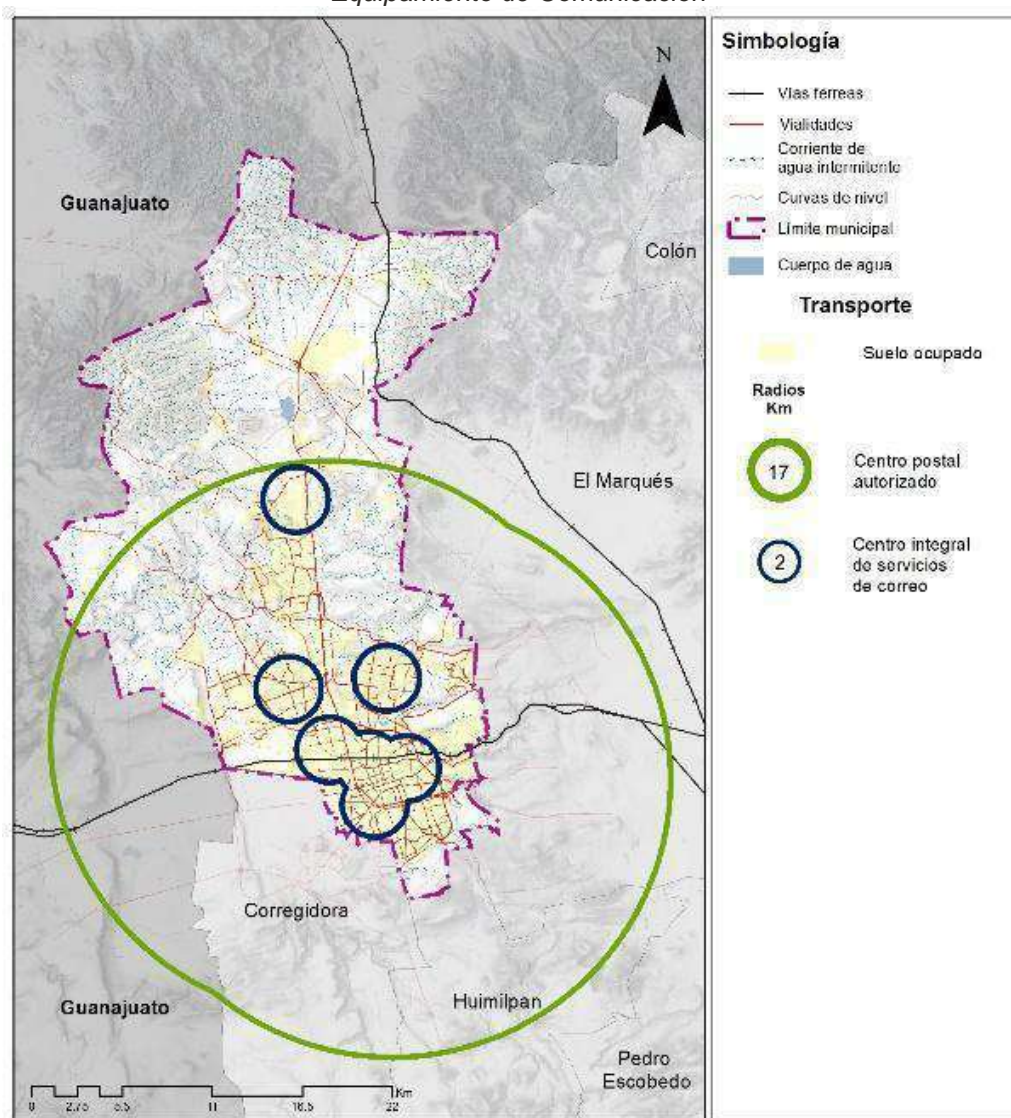 Equipamiento de Comunicación
Simbología
N
Vías férreas
Vialidades
Corriente de
agua intermitente
Curvas de nivel
Límite municipal
Cuerpo de agua
Transporte
Suelo ocupado
Radios
Km
17
Centro postal
autorizado
2
Centro integral
de servicios
de correo
Guanajuato
Colón
El Marqués
Corregidora
Guanajuato
Huimilpan
Pedro
Escobedo
Km
0 2.75 5.5 11 16.5 22